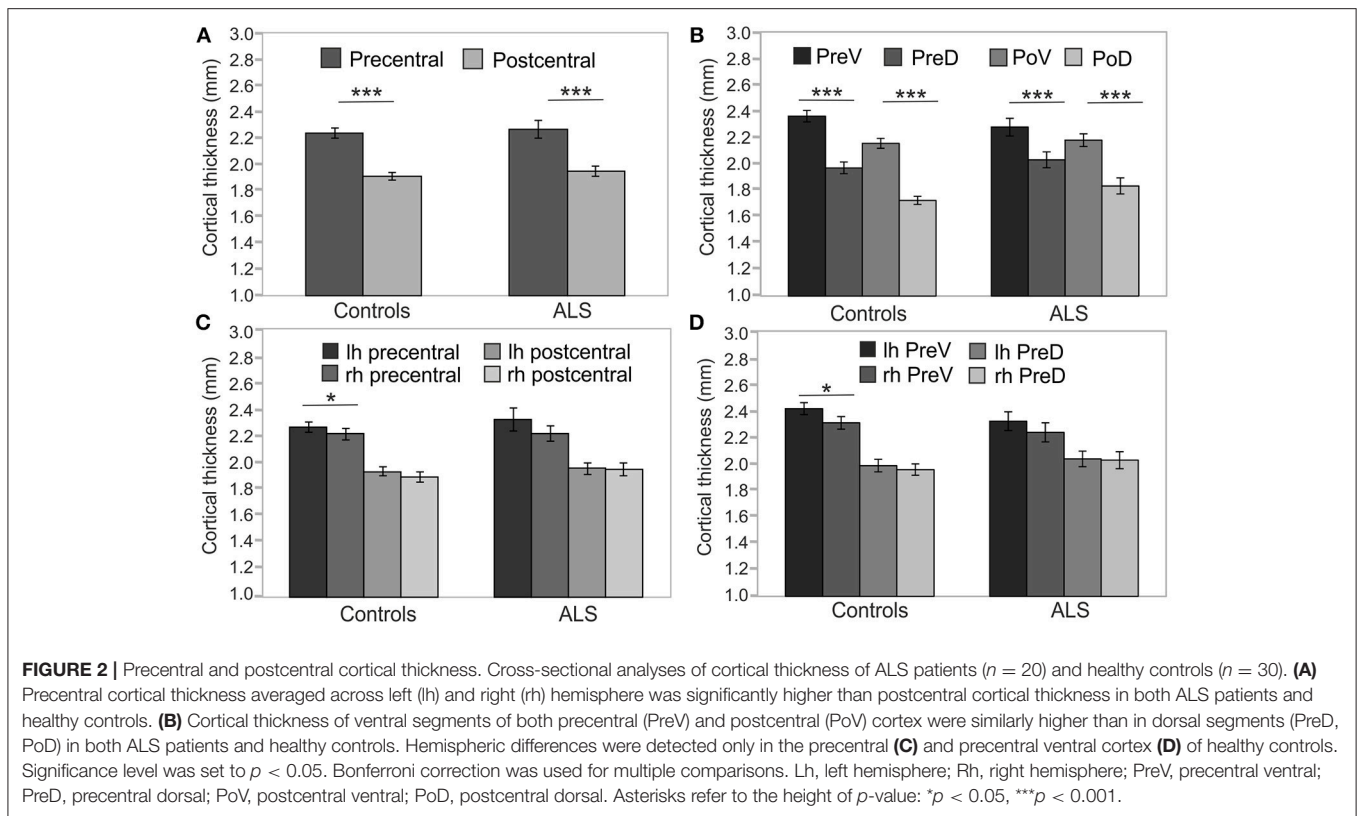 A
Cortical thickness (mm)
3.0
2.8
2.6
2.4
2.2
2.0
1.8
1.6
1.4
1.2
1.0
Precentral Postcentral
*** ***
Controls ALS
B
Cortical thickness (mm)
3.0
2.8
2.6
2.4
2.2
2.0
1.8
1.6
1.4
1.2
1.0
PreV PreD PoV PoD
*** *** *** ***
Controls ALS
C
Cortical thickness (mm)
3.0
2.8
2.6
2.4
2.2
2.0
1.8
1.6
1.4
1.2
1.0
lh precentral lh postcentral
rh precentral rh postcentral
*
Controls ALS
D
Cortical thickness (mm)
3.0
2.8
2.6
2.4
2.2
2.0
1.8
1.6
1.4
1.2
1.0
lh PreV lh PreD
rh PreV rh PreD
*
Controls ALS
FIGURE 2 | Precentral and postcentral cortical thickness. Cross-sectional analyses of cortical thickness of ALS patients (n = 20) and healthy controls (n = 30). (A)
Precentral cortical thickness averaged across left (lh) and right (rh) hemisphere was significantly higher than postcentral cortical thickness in both ALS patients and
healthy controls. (B) Cortical thickness of ventral segments of both precentral (PreV) and postcentral (PoV) cortex were similarly higher than in dorsal segments (PreD,
PoD) in both ALS patients and healthy controls. Hemispheric differences were detected only in the precentral (C) and precentral ventral cortex (D) of healthy controls.
Significance level was set to p < 0.05. Bonferroni correction was used for multiple comparisons. Lh, left hemisphere; Rh, right hemisphere; PreV, precentral ventral;
PreD, precentral dorsal; PoV, postcentral ventral; PoD, postcentral dorsal. Asterisks refer to the height of p-value: *p < 0.05, ***p < 0.001.